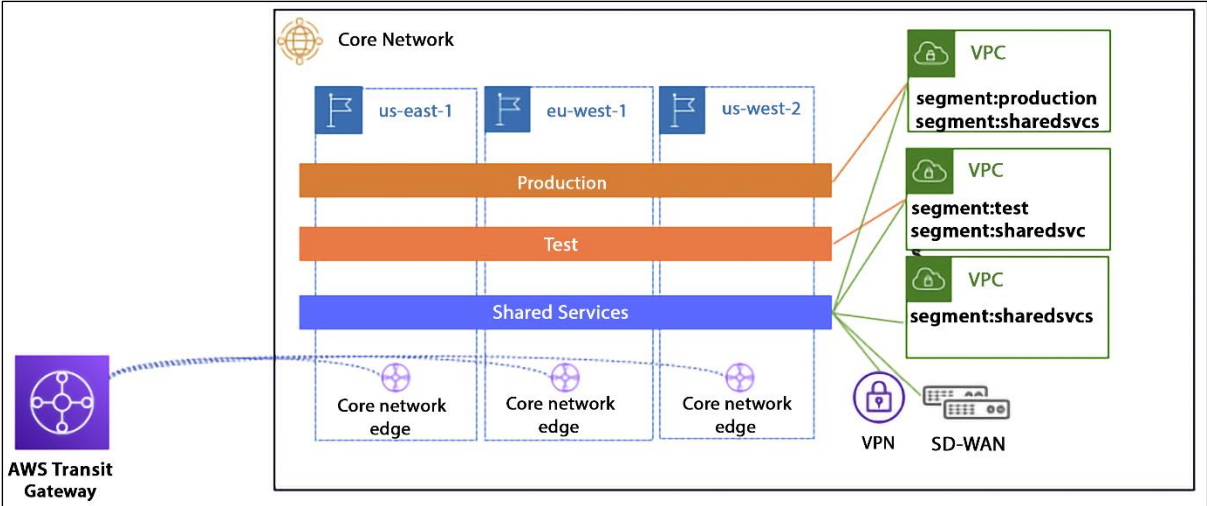 Core Network
us-east-1
eu-west-1
us-west-2
Production
Test
Shared Services
Core network
edge
Core network
edge
Core network
edge
AWS Transit
Gateway
VPC
segment:production
segment:sharedsvcs
VPC
segment:test
segment:sharedsvc
s
VPC
segment:sharedsvcs
VPN
SD-WAN